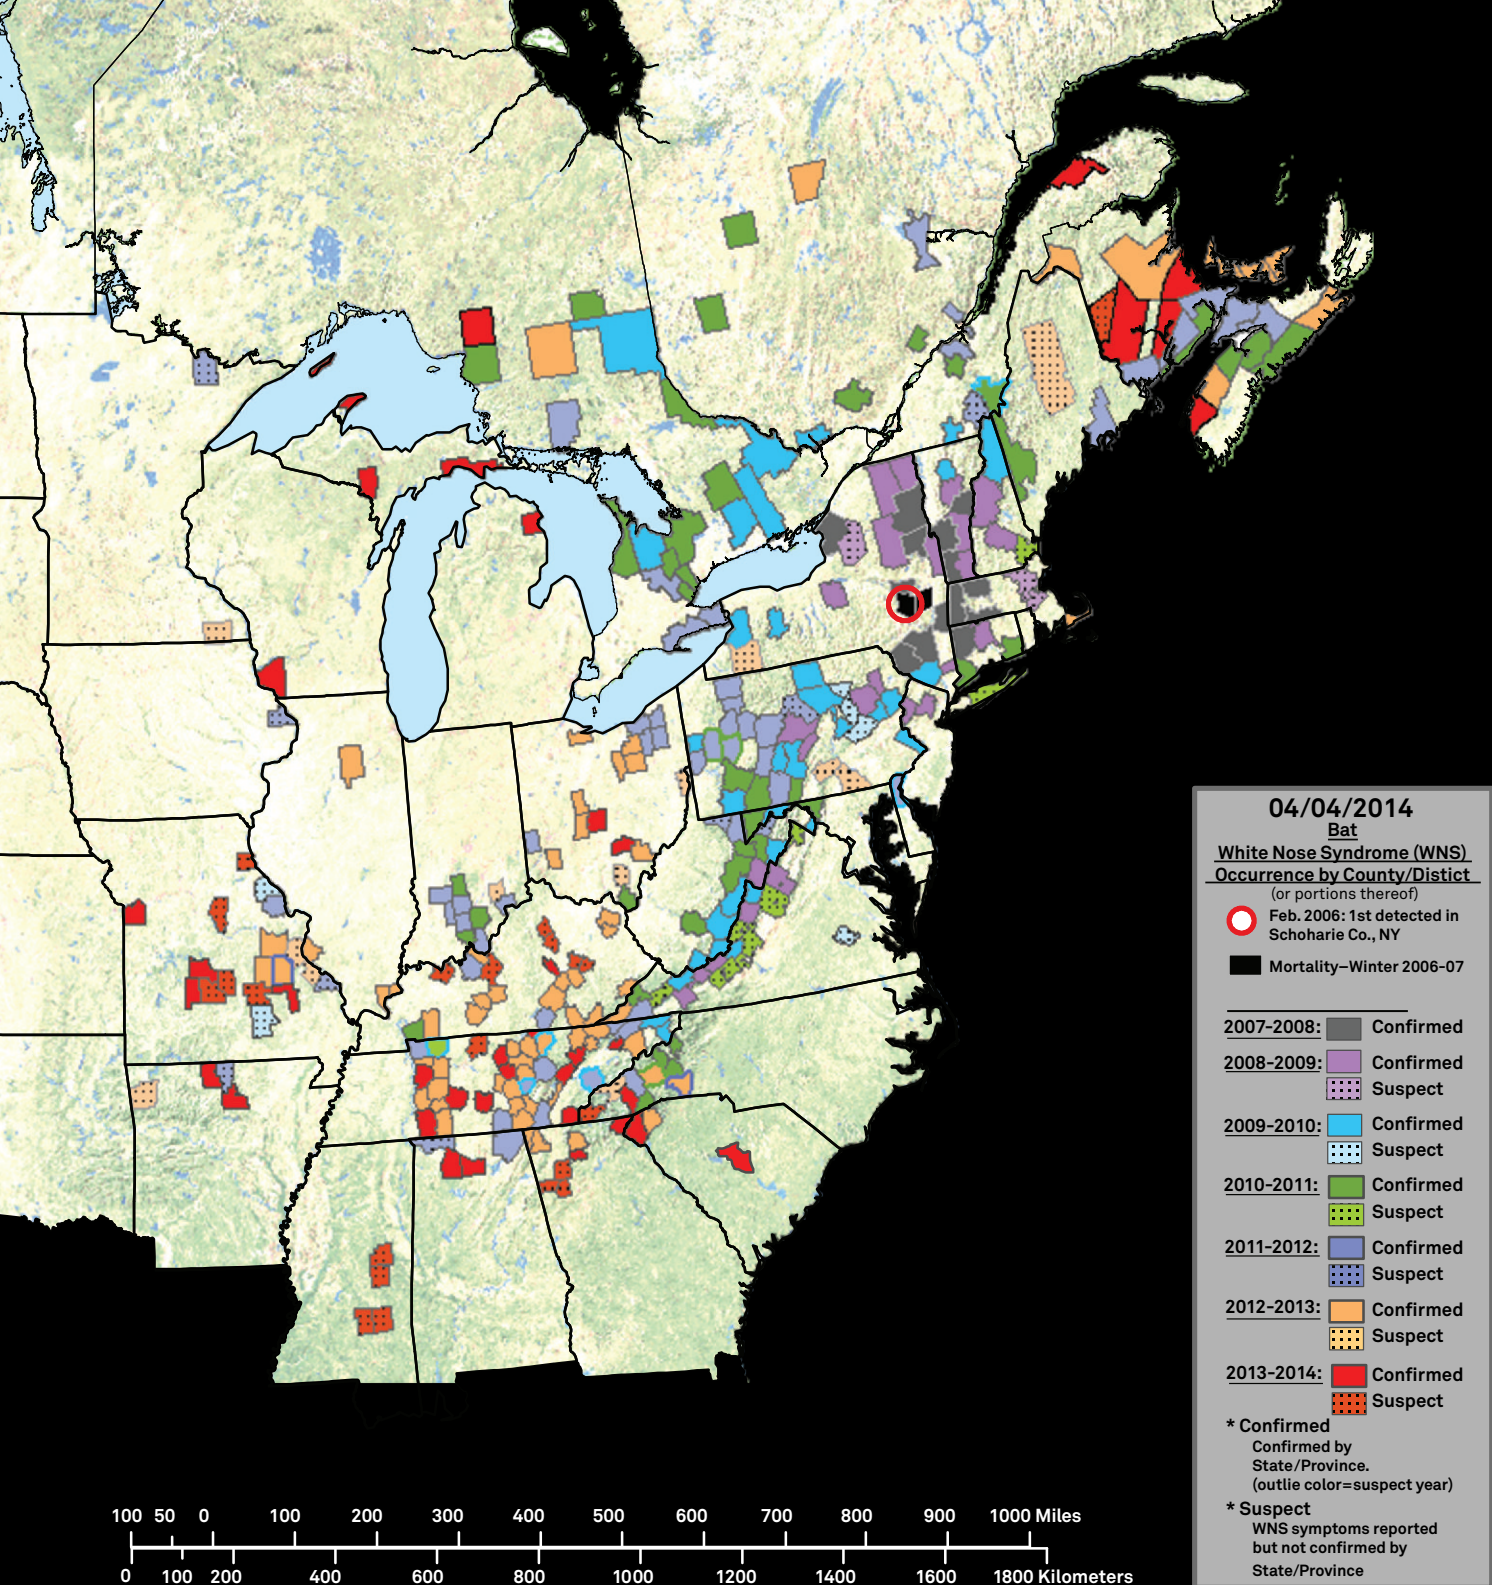 04/04/2014
Bat
White Nose Syndrome (WNS)
Occurrence by County/Distict
(or portions thereof)
Feb. 2006: 1st detected in
Schoharie Co., NY
Mortality–Winter 2006-07
2007-2008: Confirmed
2008-2009: Confirmed
Suspect
2009-2010: Confirmed
Suspect
2010-2011: Confirmed
Suspect
2011-2012: Confirmed
Suspect
2012-2013: Confirmed
Suspect
2013-2014: Confirmed
Suspect
* Confirmed
Confirmed by
State/Province.
(outlie color=suspect year)
* Suspect
WNS symptoms reported
but not confirmed by
State/Province
100 50 0 100 200 300 400 500 600 700 800 900 1000 Miles
0 100 200 400 600 800 1000 1200 1400 1600 1800 Kilometers